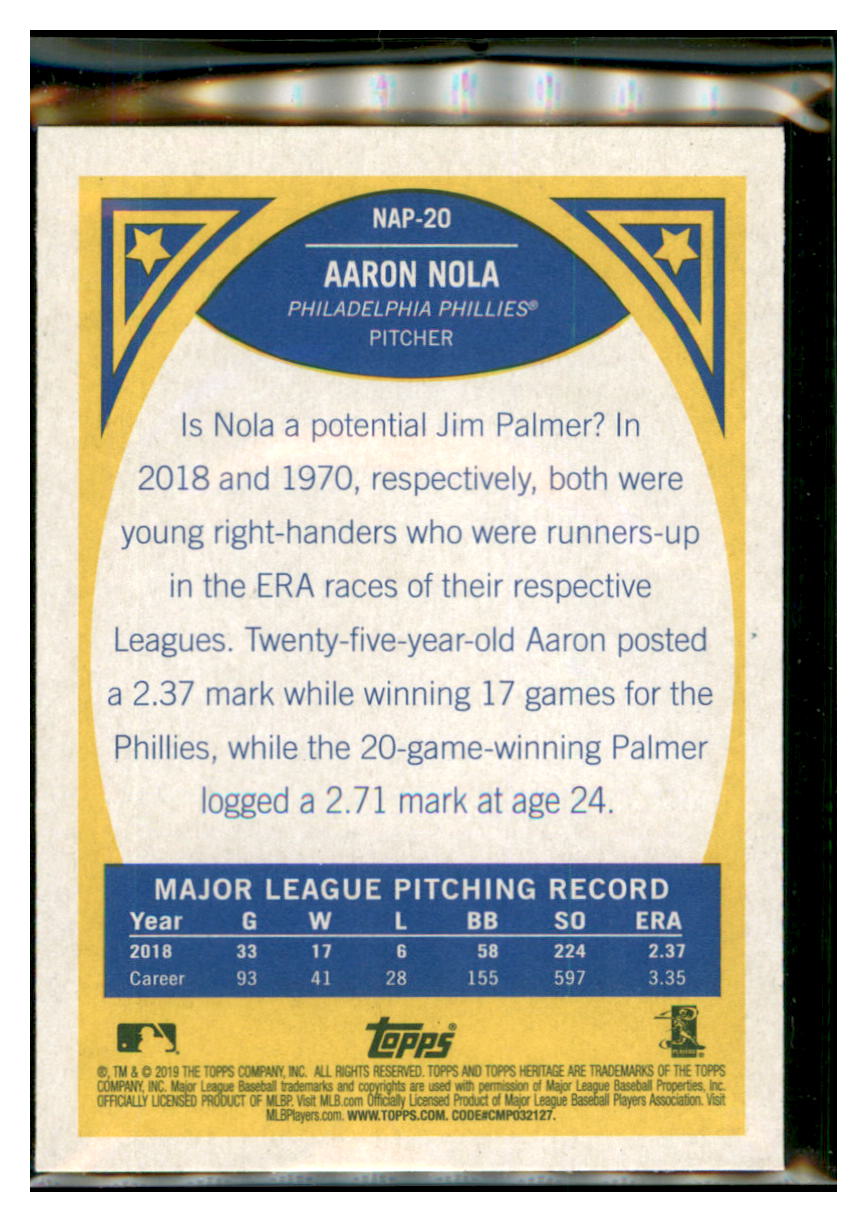 NAP-20
AARON NOLA
PHILADELPHIA PHILLIES®
PITCHER
Is Nola a potential Jim Palmer? In
2018 and 1970, respectively, both were
young right-handers who were runners-up
in the ERA races of their respective
Leagues. Twenty-five-year-old Aaron posted
a 2.37 mark while winning 17 games for the
Phillies, while the 20-game-winning Palmer
logged a 2.71 mark at age 24.
MAJOR LEAGUE PITCHING RECORD
Year G W L BB SO ERA
2018 33 17 6 58 224 2.37
Career 93 41 28 155 597 3.35
topps®
®, TM & © 2019 THE TOPPS COMPANY, INC. ALL RIGHTS RESERVED. TOPPS AND TOPPS HERITAGE ARE TRADEMARKS OF THE TOPPS
COMPANY, INC. Major League Baseball trademarks and copyrights are used with permission of Major League Baseball Properties, Inc.
OFFICIALLY LICENSED PRODUCT OF MLBP. Visit MLB.com Officially Licensed Product of Major League Baseball Players Association. Visit
MLBPlayers.com. WWW.TOPPS.COM. CODE#CMP032127.